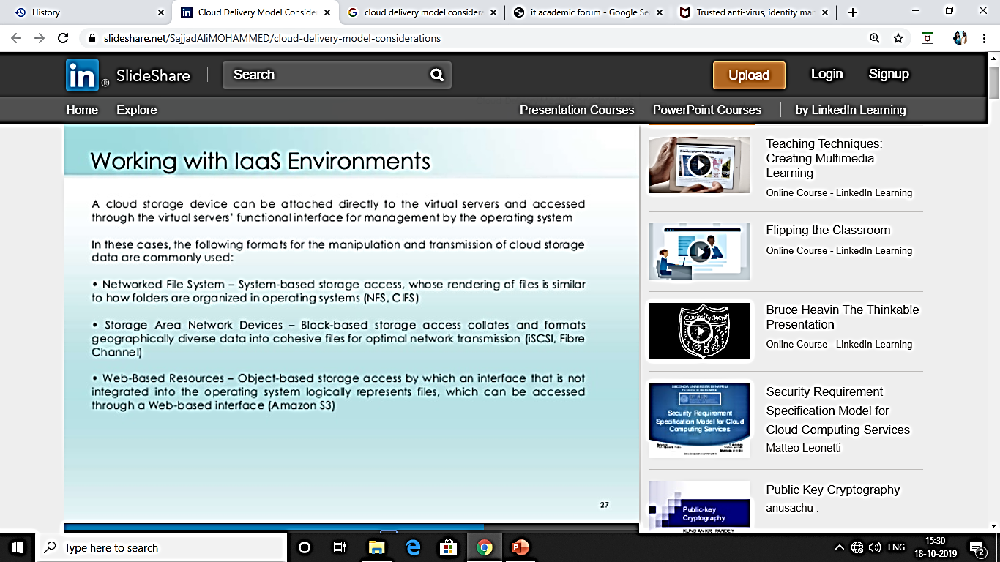 History
Cloud Delivery Model Conside
cloud delivery model considera
it academic forum - Google Se
Trusted anti-virus, identity mar
slideshare.net/SajjadAliMOHAMMED/cloud-delivery-model-considerations
in ® SlideShare
Search
Upload
Login
Signup
Home
Explore
Presentation Courses
PowerPoint Courses
by LinkedIn Learning
Working with IaaS Environments
A cloud storage device can be attached directly to the virtual servers and accessed
through the virtual servers' functional interface for management by the operating system
In these cases, the following formats for the manipulation and transmission of cloud storage
data are commonly used:
• Networked File System – System-based storage access, whose rendering of files is similar
to how folders are organized in operating systems (NFS, CIFS)
• Storage Area Network Devices – Block-based storage access collates and formats
geographically diverse data into cohesive files for optimal network transmission (iSCSI, Fibre
Channel)
• Web-Based Resources – Object-based storage access by which an interface that is not
integrated into the operating system logically represents files, which can be accessed
through a Web-based interface (Amazon S3)
27
Teaching Techniques:
Creating Multimedia
Learning
Online Course - LinkedIn Learning
Flipping the Classroom
Online Course - LinkedIn Learning
curiosity agent
Bruce Heavin The Thinkable
Presentation
Online Course - LinkedIn Learning
Security Requirement
Specification Model for Cloud
Computing Services
Security Requirement
Specification Model for
Cloud Computing Services
Matteo Leonetti
Public-key
Cryptography
KUNDAN KR. PANDEY
Public Key Cryptography
anusachu .
Type here to search
ENG
15:30
18-10-2019
2